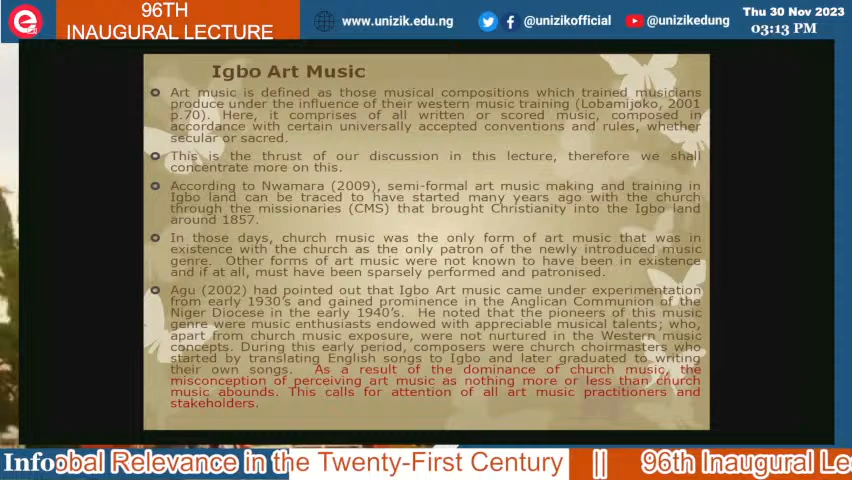 96TH
INAUGURAL LECTURE
www.unizik.edu.ng
@unizikofficial
@unizikedung
Thu 30 Nov 2023
03:13 PM
Igbo Art Music
Art music is defined as those musical compositions which trained musicians
produce under the influence of their western music training (Lobamijoko, 2001
p.70). Here, it comprises of all written or scored music, composed in
accordance with certain universally accepted conventions and rules, whether
secular or sacred.
This is the thrust of our discussion in this lecture, therefore we shall
concentrate more on this.
According to Nwamara (2009), semi-formal art music making and training in
Igbo land can be traced to have started many years ago with the church
through the missionaries (CMS) that brought Christianity into the Igbo land
around 1857.
In those days, church music was the only form of art music that was in
existence with the church as the only patron of the newly introduced music
genre. Other forms of art music were not known to have been in existence
and if at all, must have been sparsely performed and patronised.
Agu (2002) had pointed out that Igbo Art music came under experimentation
from early 1930's and gained prominence in the Anglican Communion of the
Niger Diocese in the early 1940's. He noted that the pioneers of this music
genre were music enthusiasts endowed with appreciable musical talents; who,
apart from church music exposure, were not nurtured in the Western music
concepts. During this early period, composers were church choirmasters who
started by translating English songs to Igbo and later graduated to writing
their own songs. As a result of the dominance of church music, the
misconception of perceiving art music as nothing more or less than church
music abounds. This calls for attention of all art music practitioners and
stakeholders.
Info obal Relevance in the Twenty-First Century || 96th Inaugural Le